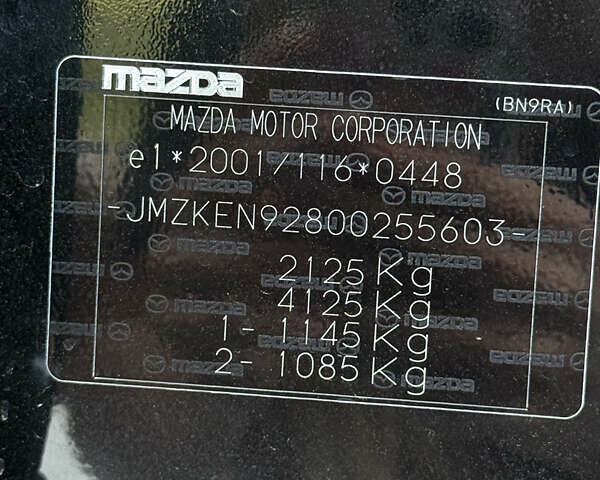 mazda
(BN9RA)
MAZDA MOTOR CORPORATION
e1*2001/116*0448
-JMZKEN92800255603-
2125 Kg
4125 Kg
1- 1145 Kg
2- 1085 Kg